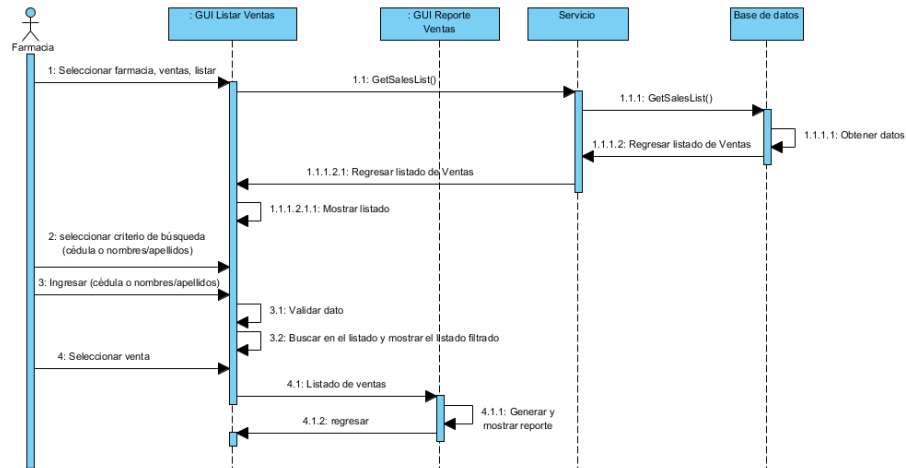 : GUI Listar Ventas
: GUI Reporte
Ventas
Servicio
Base de datos
Farmacia
1: Seleccionar farmacia, ventas, listar
1.1: GetSalesList()
1.1.1: GetSalesList()
1.1.1.1: Obtener datos
1.1.1.2: Regresar listado de Ventas
1.1.1.2.1: Regresar listado de Ventas
1.1.1.2.1.1: Mostrar listado
2: seleccionar criterio de búsqueda
(cédula o nombres/apellidos)
3: Ingresar (cédula o nombres/apellidos)
3.1: Validar dato
3.2: Buscar en el listado y mostrar el listado filtrado
4: Seleccionar venta
4.1: Listado de ventas
4.1.1: Generar y
mostrar reporte
4.1.2: regresar